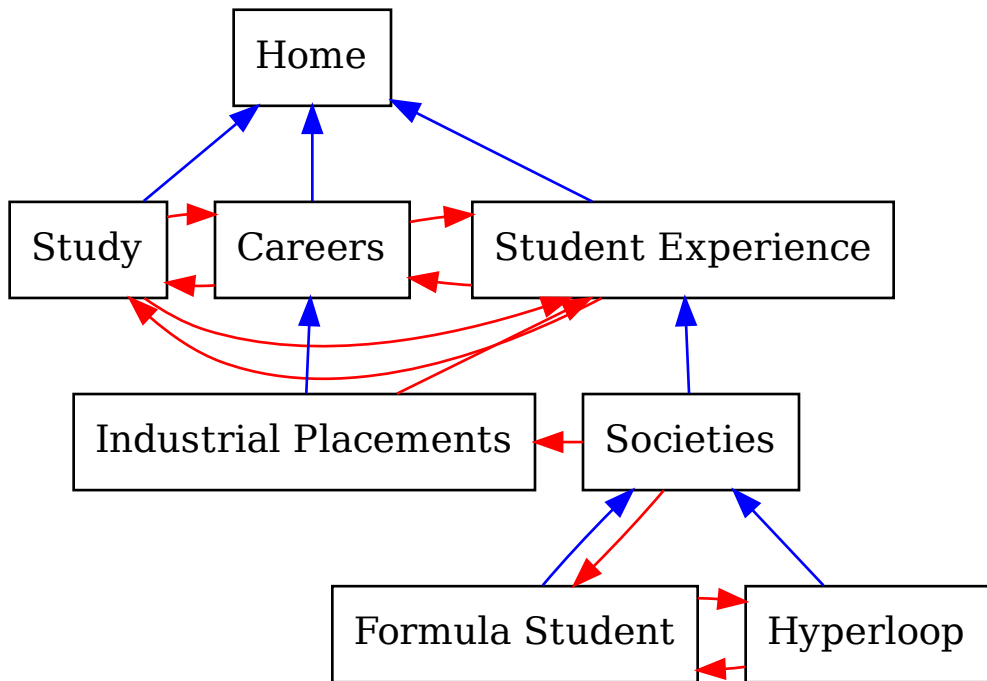 Home
Study
Careers
Student Experience
Industrial Placements
Societies
Formula Student
Hyperloop